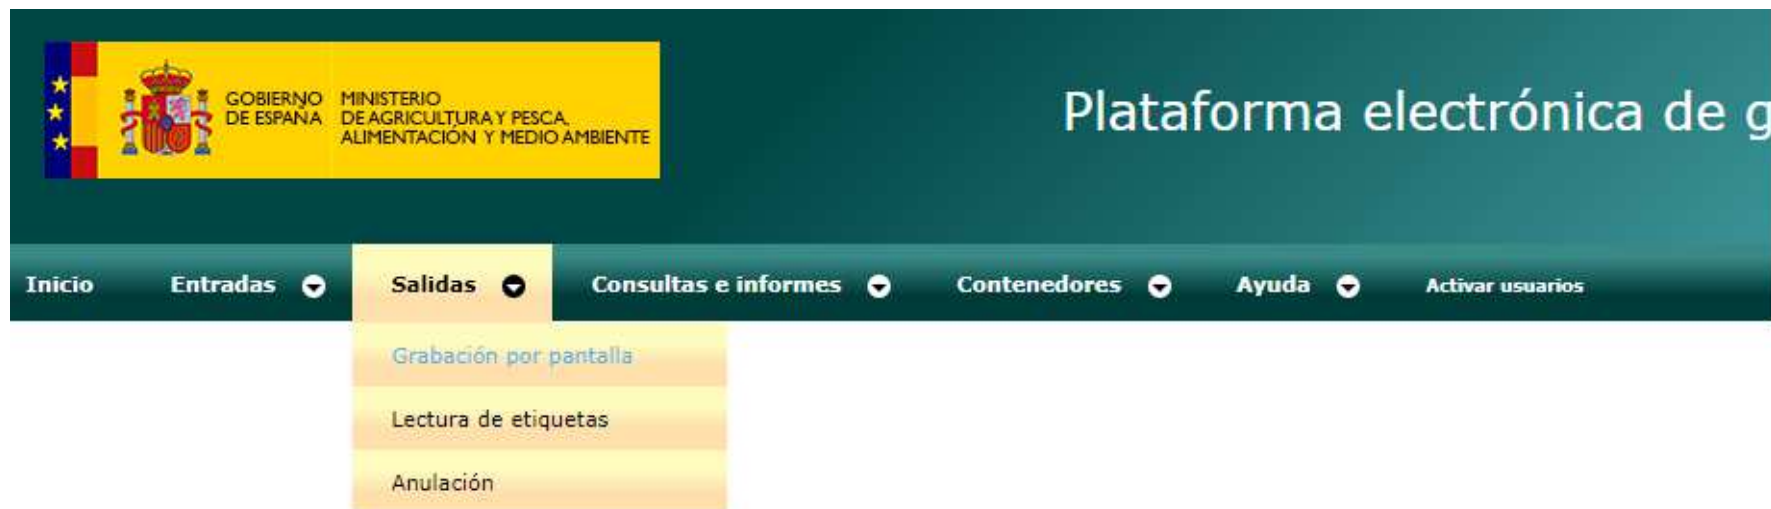 GOBIERNO DE ESPAÑA
MINISTERIO DE AGRICULTURA Y PESCA, ALIMENTACIÓN Y MEDIO AMBIENTE
Plataforma electrónica de g
Inicio Entradas Salidas Consultas e informes Contenedores Ayuda Activar usuarios
Grabación por pantalla
Lectura de etiquetas
Anulación